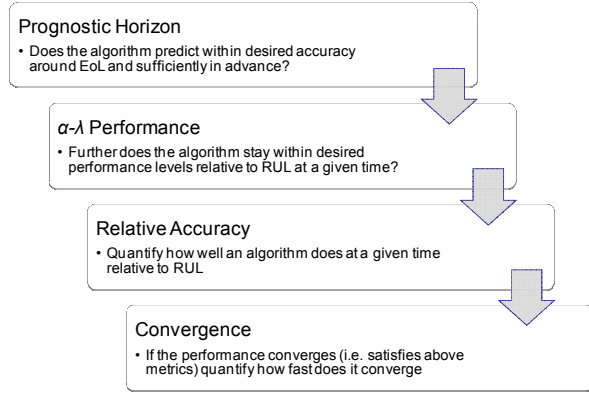 Prognostic Horizon
• Does the algorithm predict within desired accuracy
around EoL and sufficiently in advance?
α-λ Performance
• Further does the algorithm stay within desired
performance levels relative to RUL at a given time?
Relative Accuracy
• Quantify how well an algorithm does at a given time
relative to RUL
Convergence
• If the performance converges (i.e. satisfies above
metrics) quantify how fast does it converge